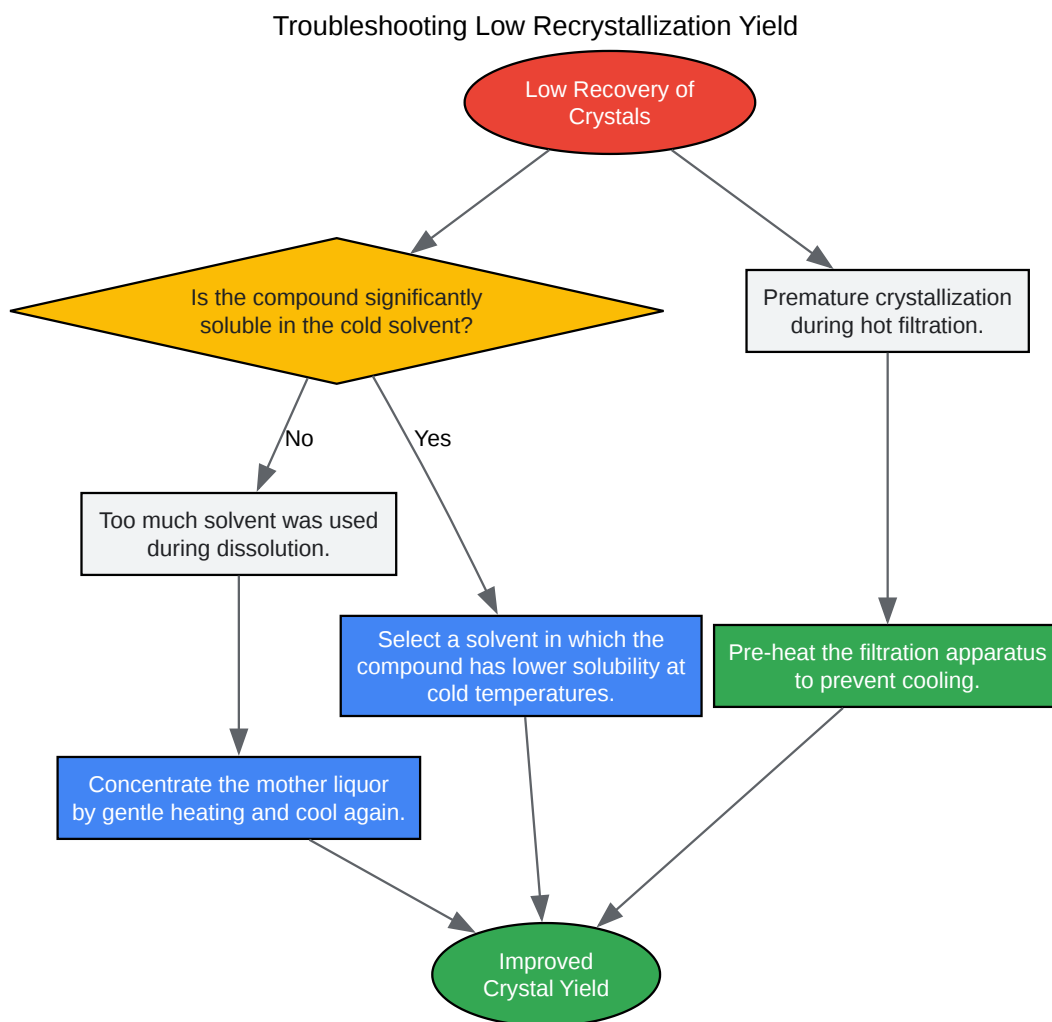 Troubleshooting Low Recrystallization Yield
Low Recovery of
Crystals
Is the compound significantly
soluble in the cold solvent?
Premature crystallization
during hot filtration.
No
Yes
Too much solvent was used
during dissolution.
Select a solvent in which the
compound has lower solubility at
cold temperatures.
Pre-heat the filtration apparatus
to prevent cooling.
Concentrate the mother liquor
by gentle heating and cool again.
Improved
Crystal Yield